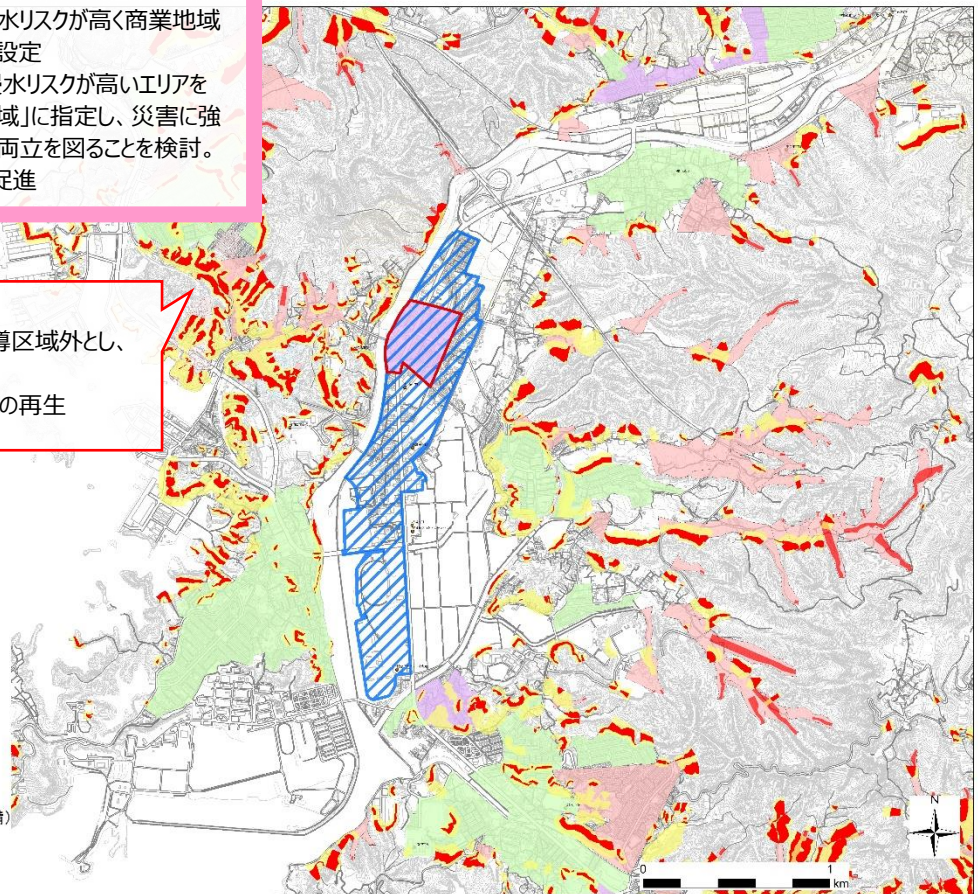 水リスクが高く商業地域
設定
浸水リスクが高いエリアを
域」に指定し、災害に強
両立を図ることを検討。
促進
導区域外とし、
の再生
N
0 1
km